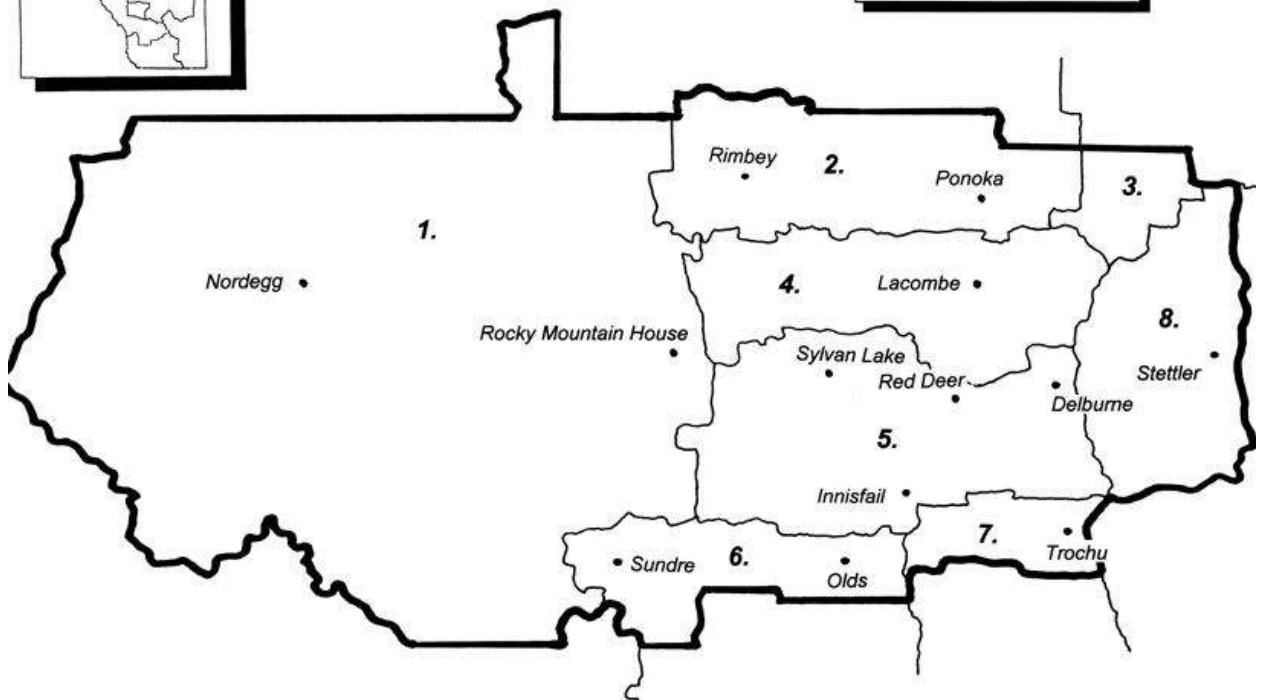 Rimbey
2.
Ponoka
3.
1.
Nordegg
4.
Lacombe
8.
Rocky Mountain House
Sylvan Lake
Stettler
Red Deer
Delburne
5.
Innisfail
7.
Trochu
Sundre
6.
Olds